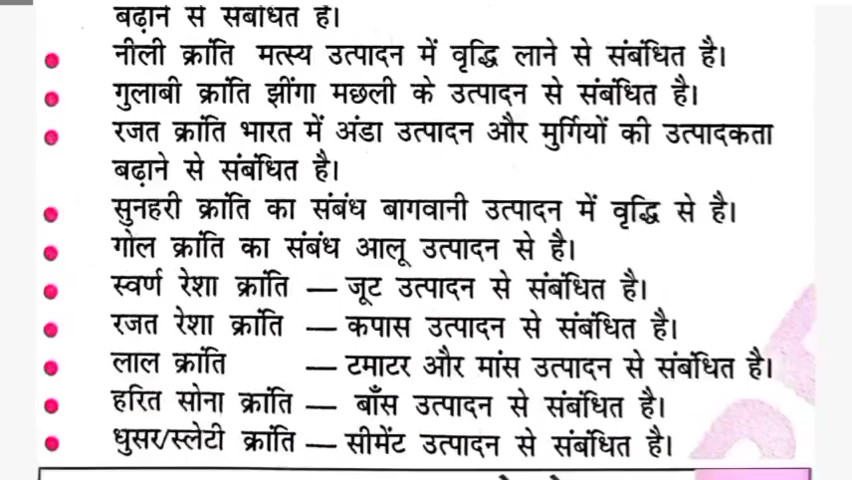 बढ़ाने से संबंधित है।
नीली क्रांति मत्स्य उत्पादन में वृद्धि लाने से संबंधित है।
गुलाबी क्रांति झींगा मछली के उत्पादन से संबंधित है।
रजत क्रांति भारत में अंडा उत्पादन और मुर्गियों की उत्पादकता
बढ़ाने से संबंधित है।
सुनहरी क्रांति का संबंध बागवानी उत्पादन में वृद्धि से है।
गोल क्रांति का संबंध आलू उत्पादन से है।
स्वर्ण रेशा क्रांति — जूट उत्पादन से संबंधित है।
रजत रेशा क्रांति — कपास उत्पादन से संबंधित है।
लाल क्रांति — टमाटर और मांस उत्पादन से संबंधित है।
हरित सोना क्रांति — बाँस उत्पादन से संबंधित है।
धुसर/स्लेटी क्रांति — सीमेंट उत्पादन से संबंधित है।